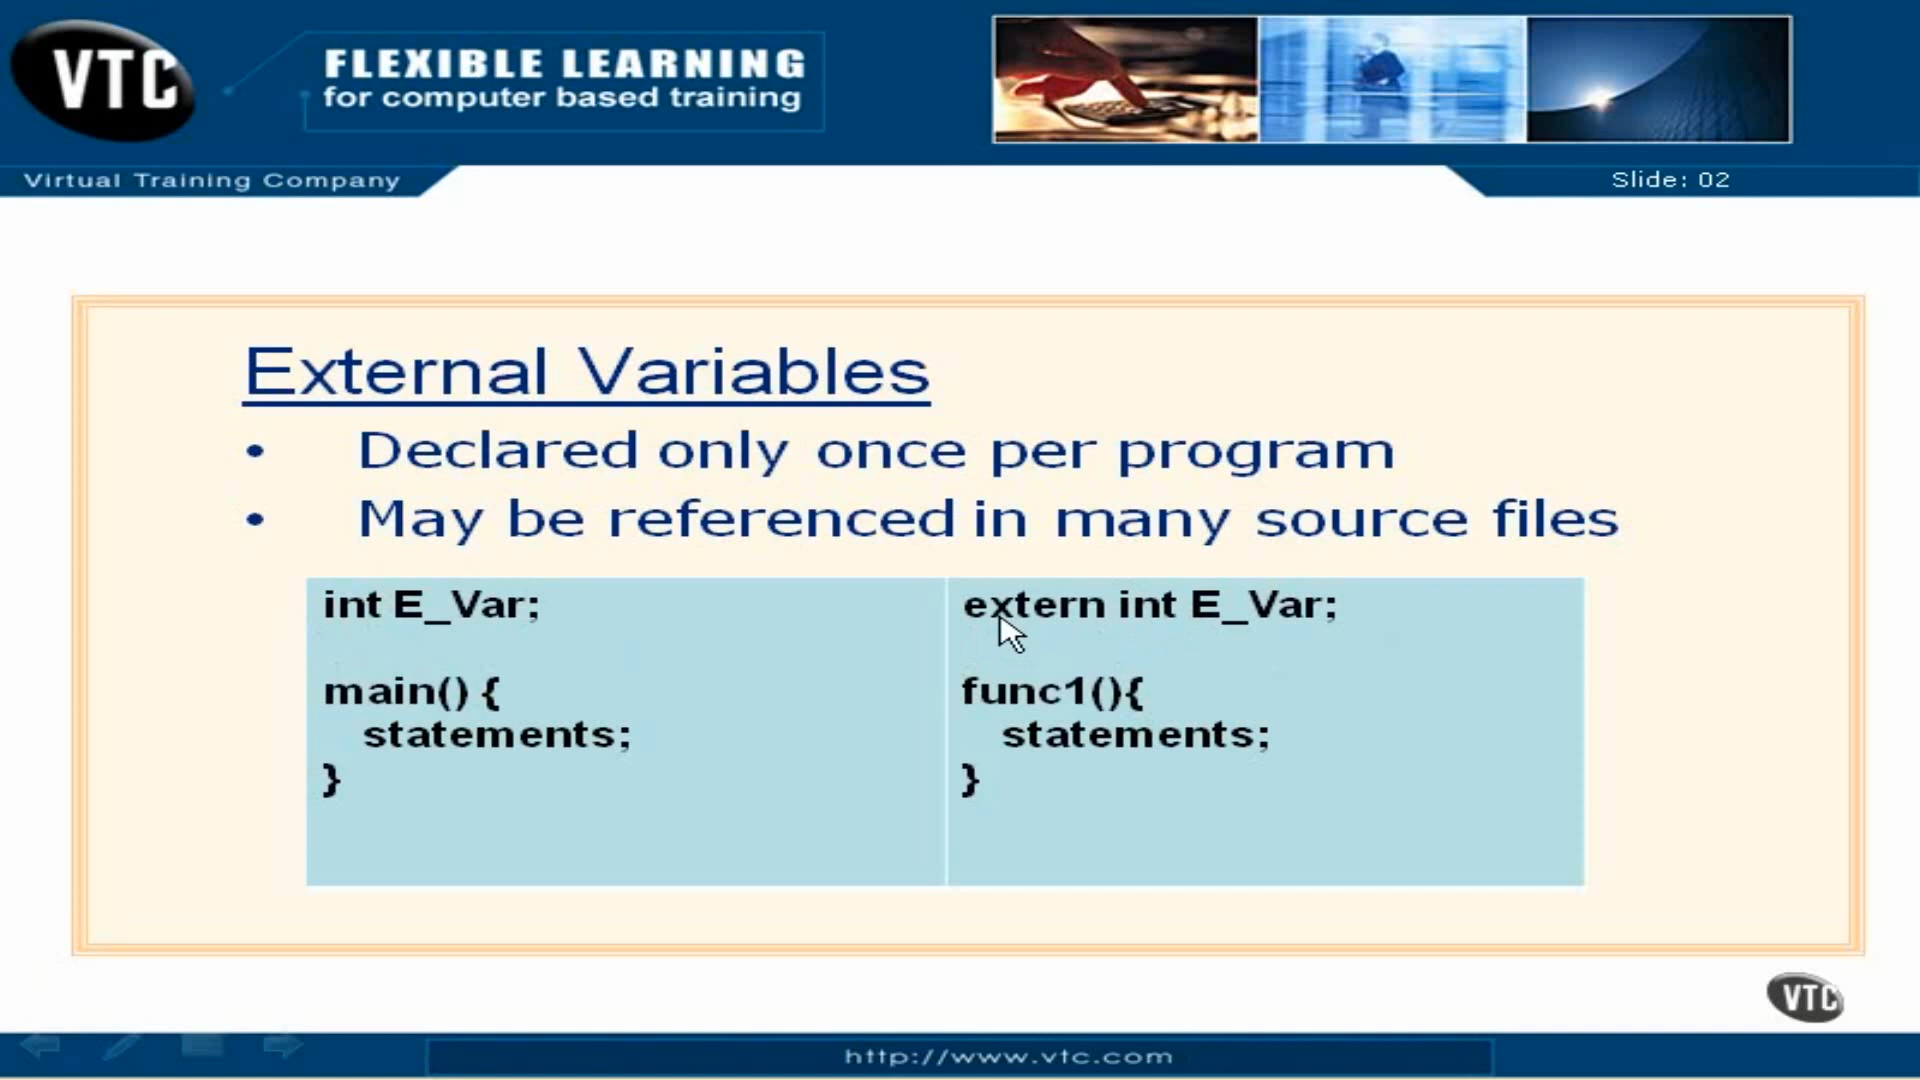 VTC
FLEXIBLE LEARNING
for computer based training
Virtual Training Company
Slide: 02
External Variables
• Declared only once per program
• May be referenced in many source files
int E_Var;
main() {
statements;
}
extern int E_Var;
func1(){
statements;
}
VTC
http://www.vtc.com